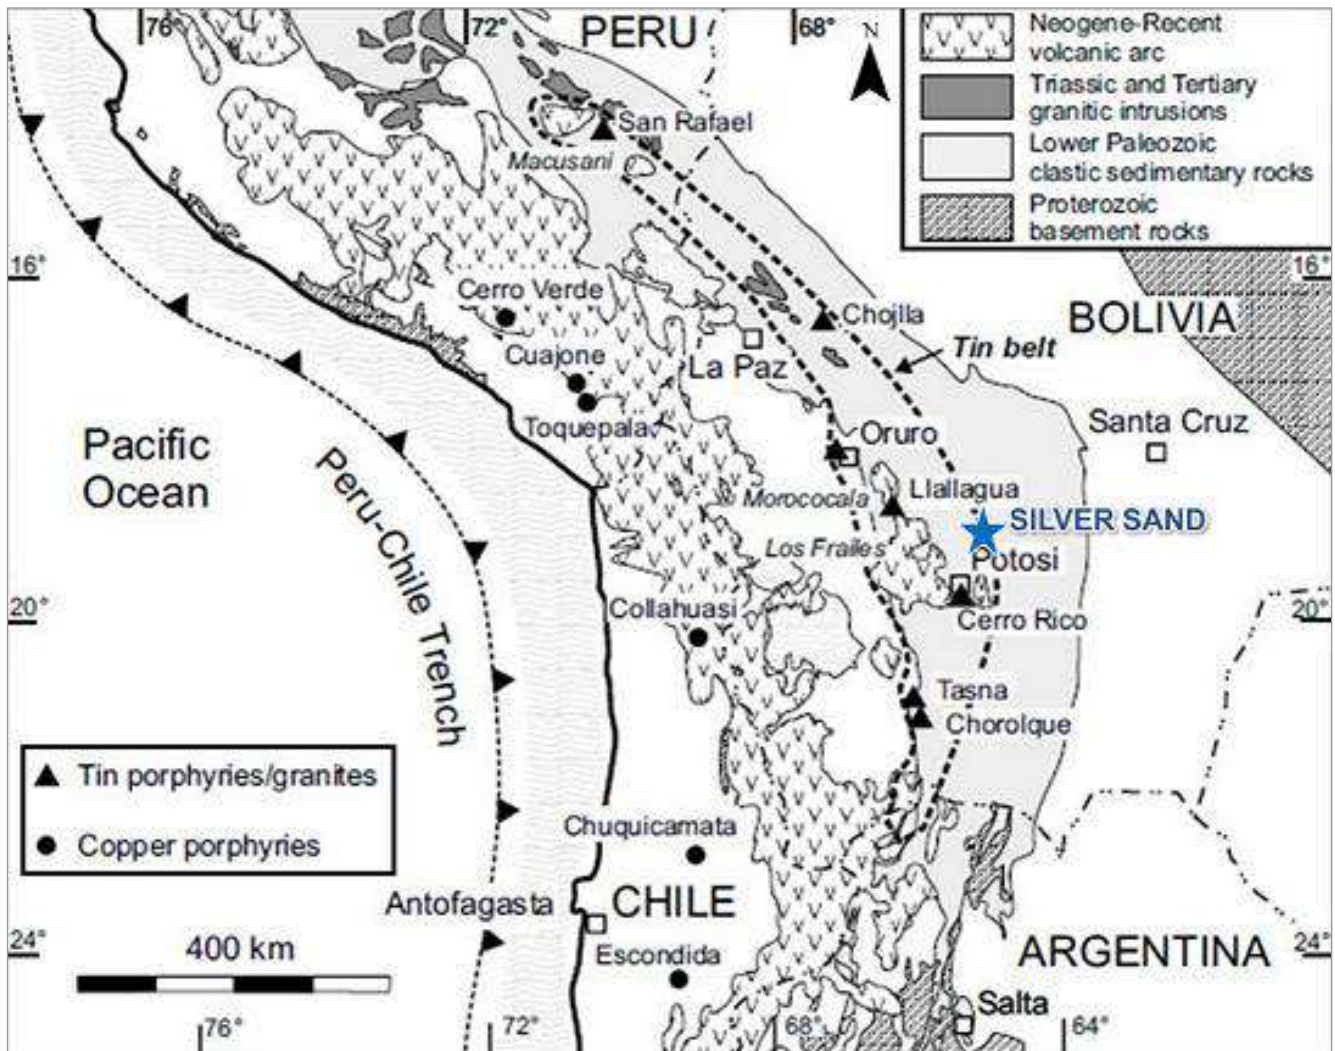 76°
72°
PERU
68°
N
Neogene-Recent
volcanic arc
Triassic and Tertiary
granitic intrusions
Lower Paleozoic
clastic sedimentary rocks
Proterozoic
basement rocks
San Rafael
Macusani
16°
16°
Cerro Verde
Chojlla
BOLIVIA
Cuajone
La Paz
Tin belt
Toquepala
Oruro
Santa Cruz
Pacific
Ocean
Peru-Chile Trench
Morococala
Llallagua
SILVER SAND
Los Frailes
Potosi
20°
20°
Collahuasi
Cerro Rico
Tasna
Chorolque
Tin porphyries/granites
Copper porphyries
Chuquicamata
Antofagasta
CHILE
Escondida
24°
24°
400 km
ARGENTINA
Salta
76°
72°
68°
64°